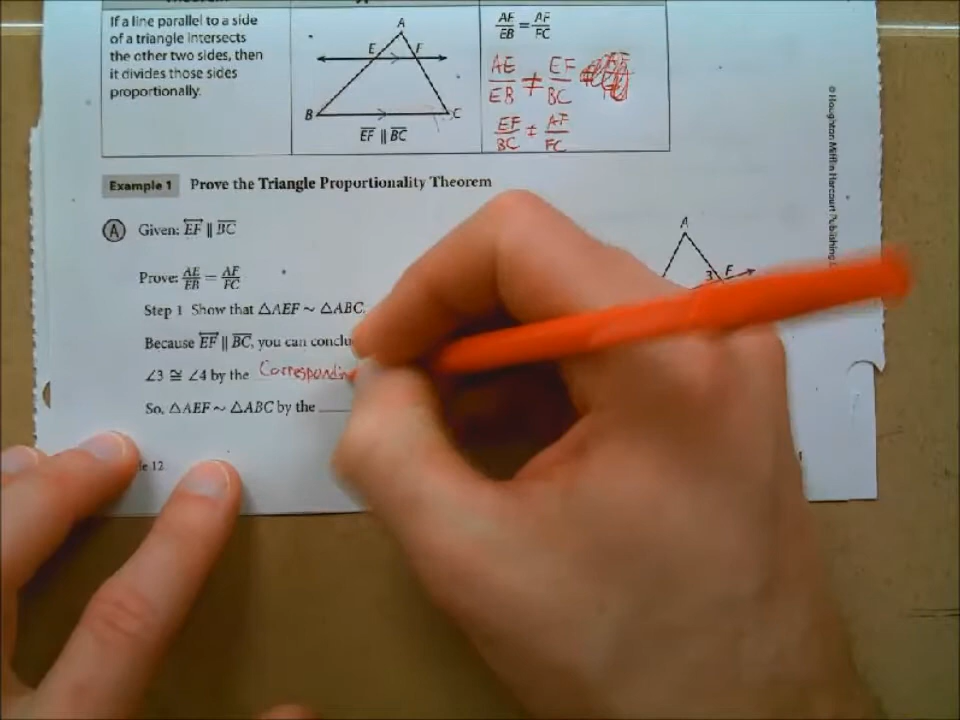 If a line parallel to a side
of a triangle intersects
the other two sides, then
it divides those sides
proportionally.
A
E F
B C
EF || BC
AE/EB = AF/FC
AE/EB ≠ EF/BC
EF/BC ≠ AF/FC
Example 1 Prove the Triangle Proportionality Theorem
A Given: EF || BC
Prove: AE/EB = AF/FC
Step 1 Show that △AEF ~ △ABC.
Because EF || BC, you can conclu
∠3 ≅ ∠4 by the Corresponding
So, △AEF ~ △ABC by the
A
3 F
© Houghton Mifflin Harcourt Publishing
12